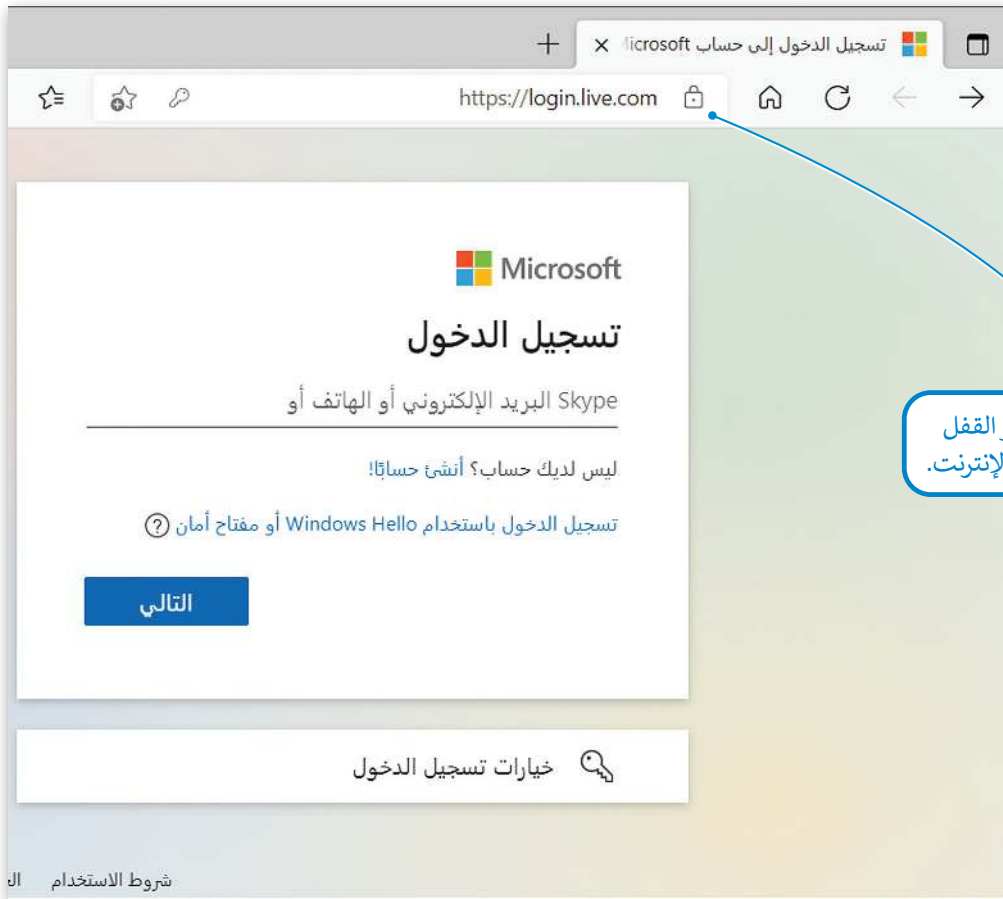 تسجيل الدخول إلى حساب Microsoft
https://login.live.com
Microsoft
تسجيل الدخول
البريد الإلكتروني أو الهاتف أو Skype
ليس لديك حساب؟ أنشئ حسابًا!
تسجيل الدخول باستخدام Windows Hello أو مفتاح أمان
التالي
القفل
الإنترنت.
خيارات تسجيل الدخول
شروط الاستخدام